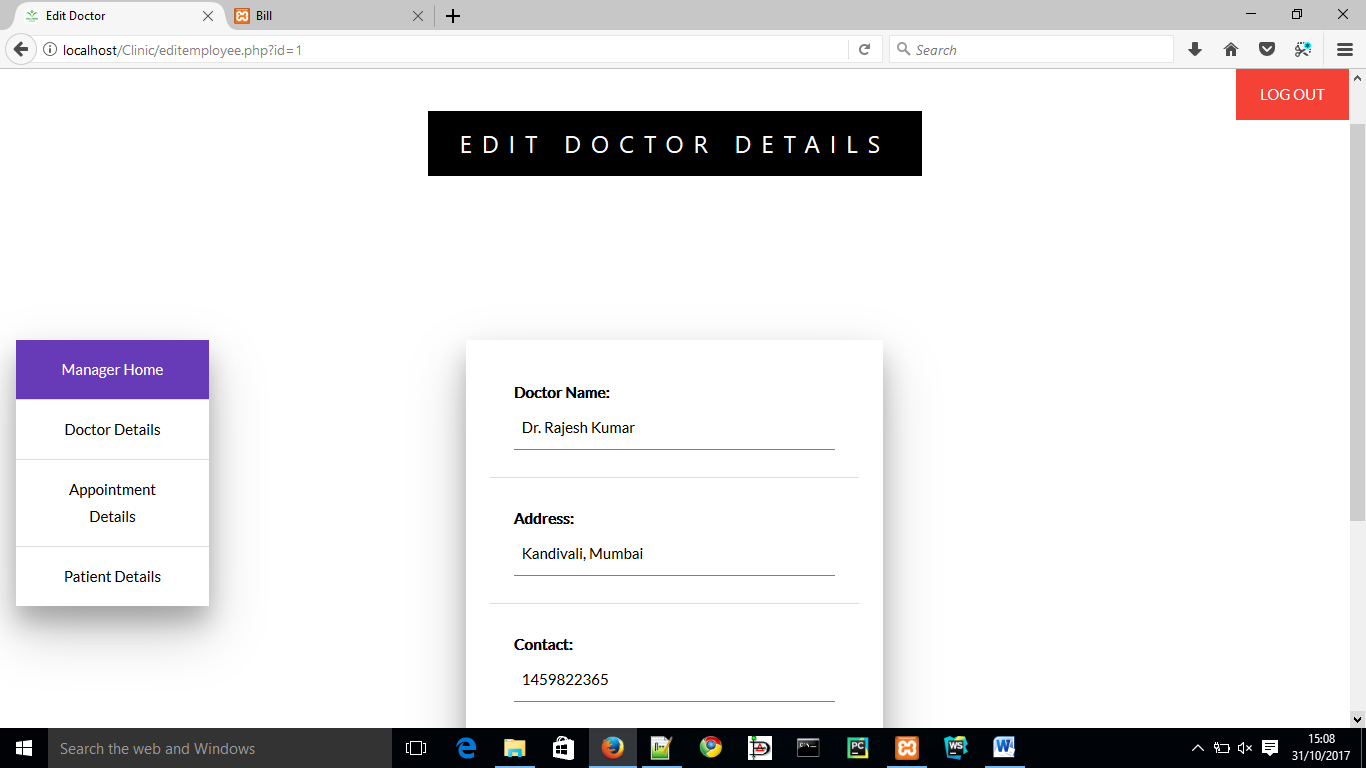 Edit Doctor
Bill
localhost/Clinic/editemployee.php?id=1
Search
LOG OUT
EDIT DOCTOR DETAILS
Manager Home
Doctor Details
Appointment
Details
Patient Details
Doctor Name:
Dr. Rajesh Kumar
Address:
Kandivali, Mumbai
Contact:
1459822365
Search the web and Windows
15:08
31/10/2017